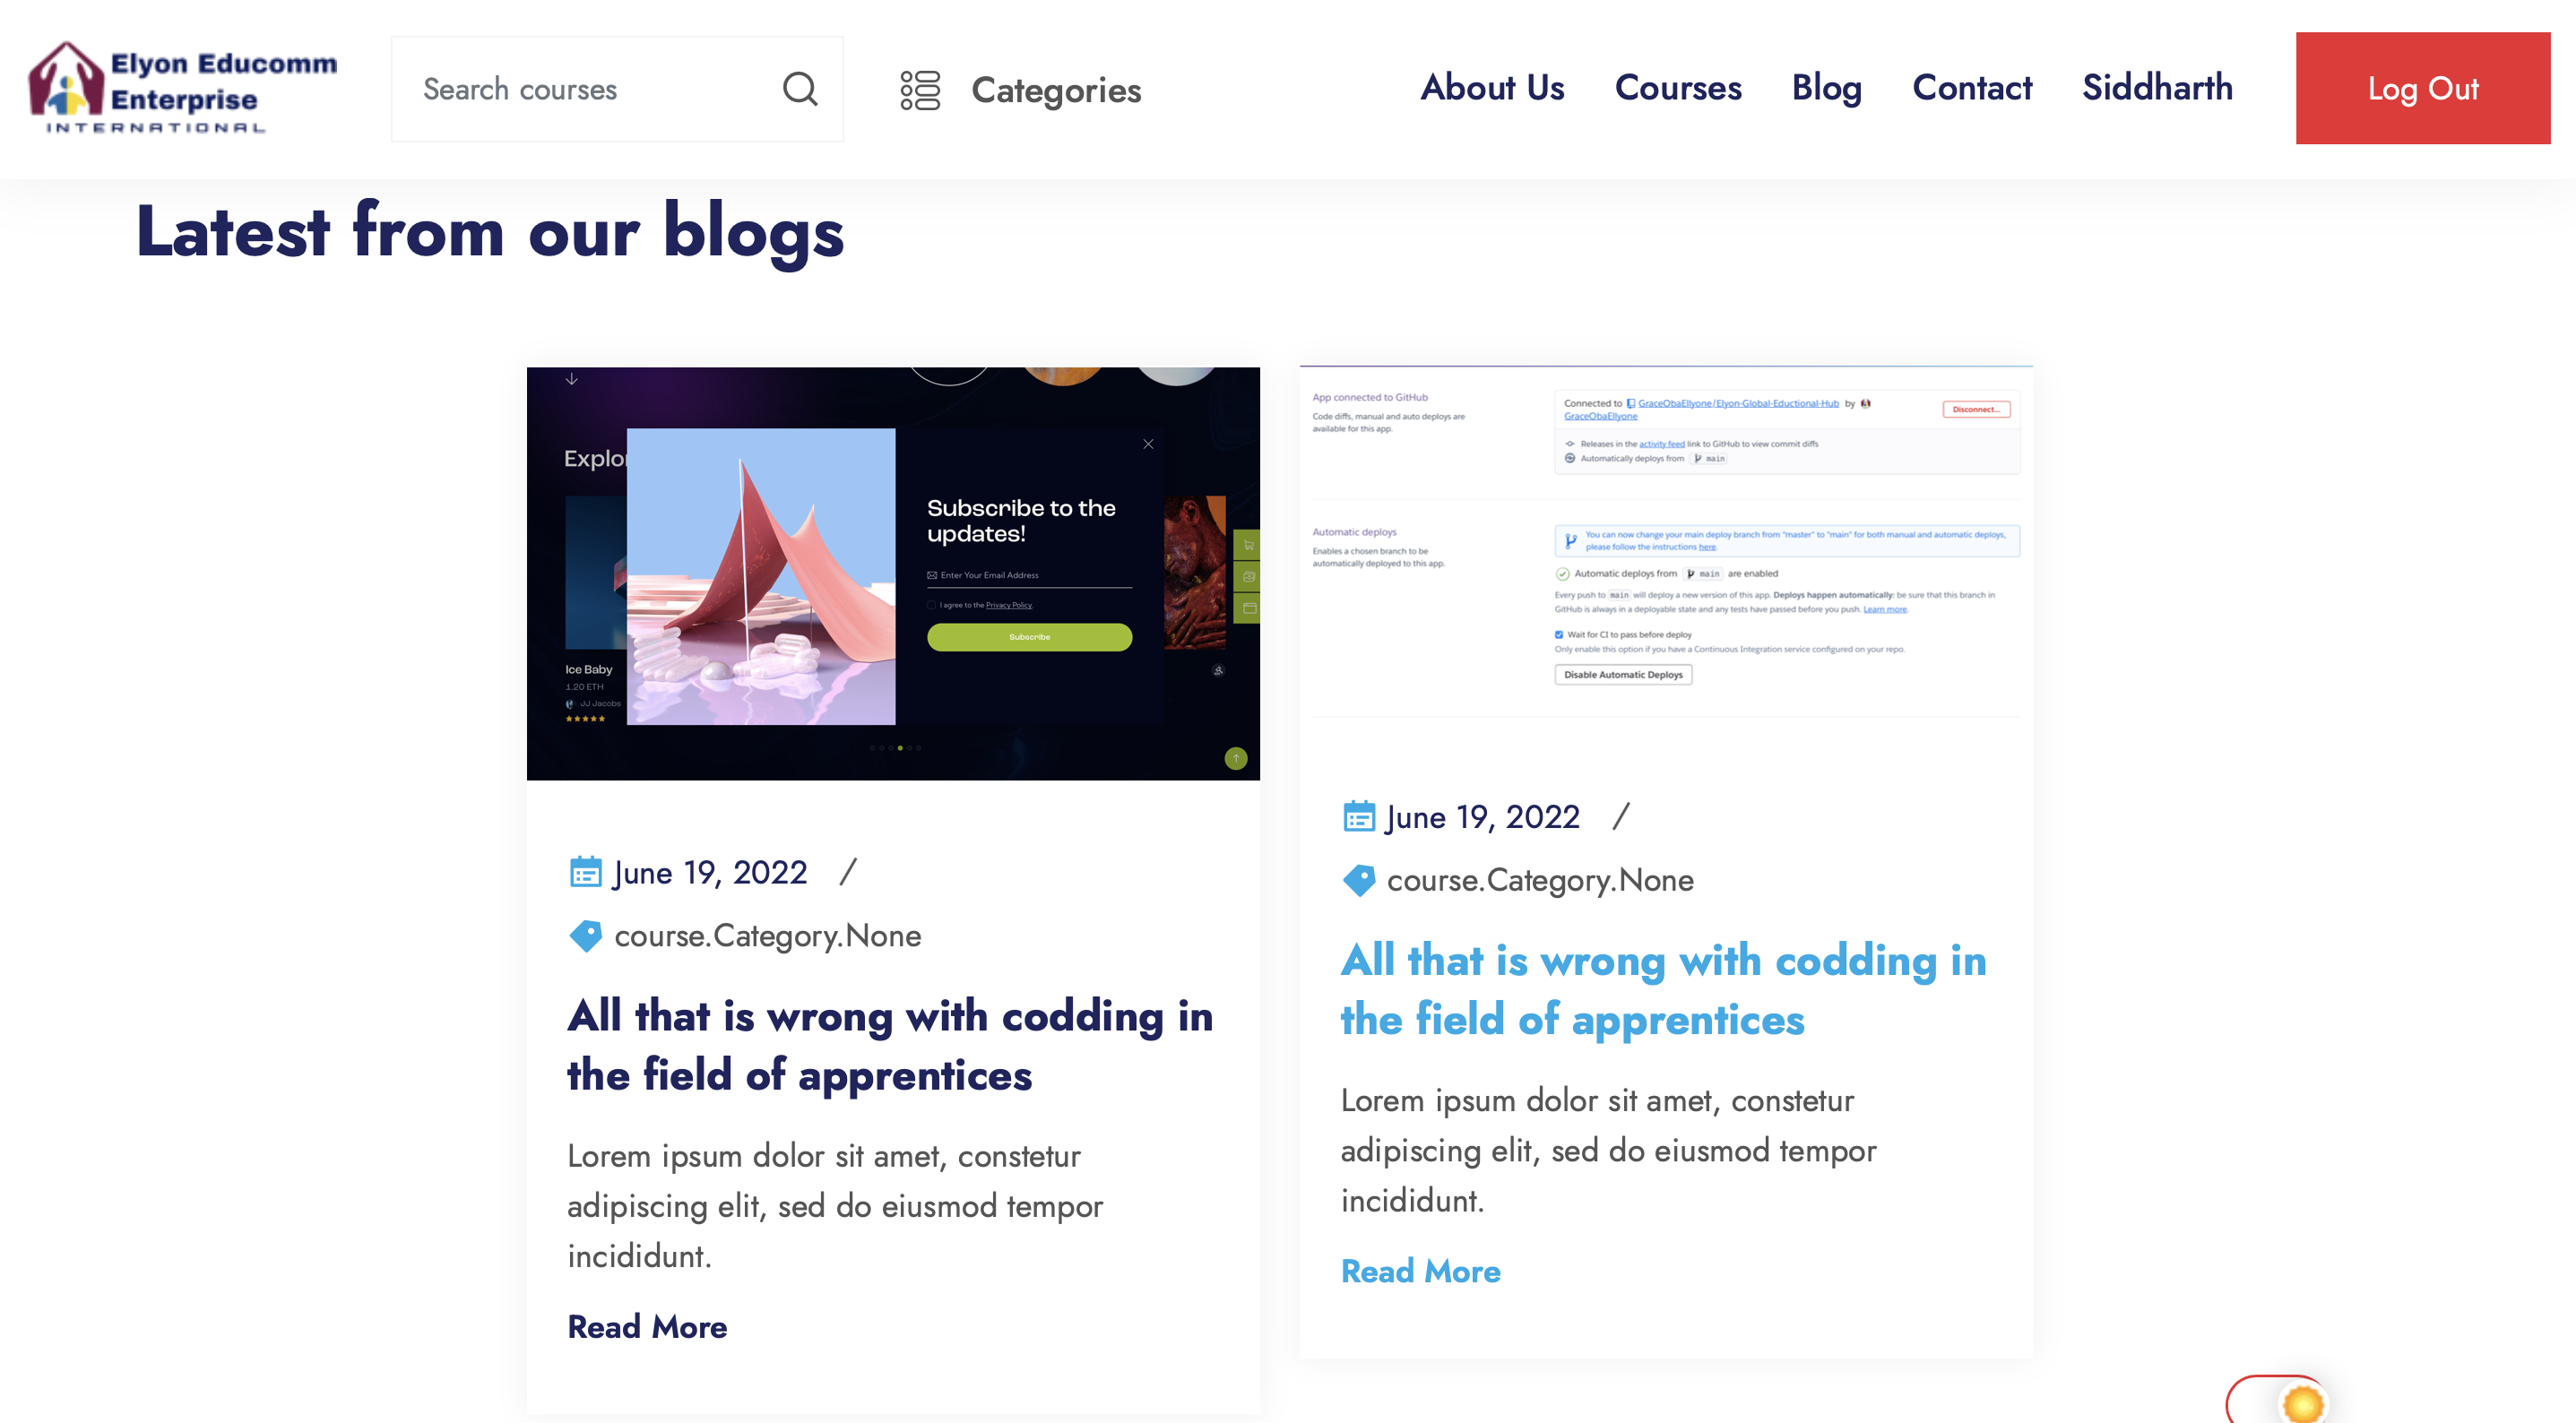 Elyon Educomm
Enterprise
INTERNATIONAL
Search courses
Categories
About Us
Courses
Blog
Contact
Siddharth
Log Out
Latest from our blogs
Explor
Subscribe to the
updates!
Enter Your Email Address
I agree to the Privacy Policy.
Subscribe
Ice Baby
1.20 ETH
JJ Jacobs
June 19, 2022 /
course.Category.None
All that is wrong with codding in
the field of apprentices
Lorem ipsum dolor sit amet, constetur
adipiscing elit, sed do eiusmod tempor
incididunt.
Read More
App connected to GitHub
Code diffs, manual and auto deploys are
available for this app.
Connected to GraceObaEllyone/Elyon-Global-Eductional-Hub by
GraceObaEllyone
Disconnect...
Releases in the activity feed link to GitHub to view commit diffs
Automatically deploys from main
Automatic deploys
Enables a chosen branch to be
automatically deployed to this app.
You can now change your main deploy branch from "master" to "main" for both manual and automatic deploys,
please follow the instructions here.
Automatic deploys from main are enabled
Every push to main will deploy a new version of this app. Deploys happen automatically: be sure that this branch in
GitHub is always in a deployable state and any tests have passed before you push. Learn more.
Wait for CI to pass before deploy
Only enable this option if you have a Continuous Integration service configured on your repo.
Disable Automatic Deploys
June 19, 2022 /
course.Category.None
All that is wrong with codding in
the field of apprentices
Lorem ipsum dolor sit amet, constetur
adipiscing elit, sed do eiusmod tempor
incididunt.
Read More